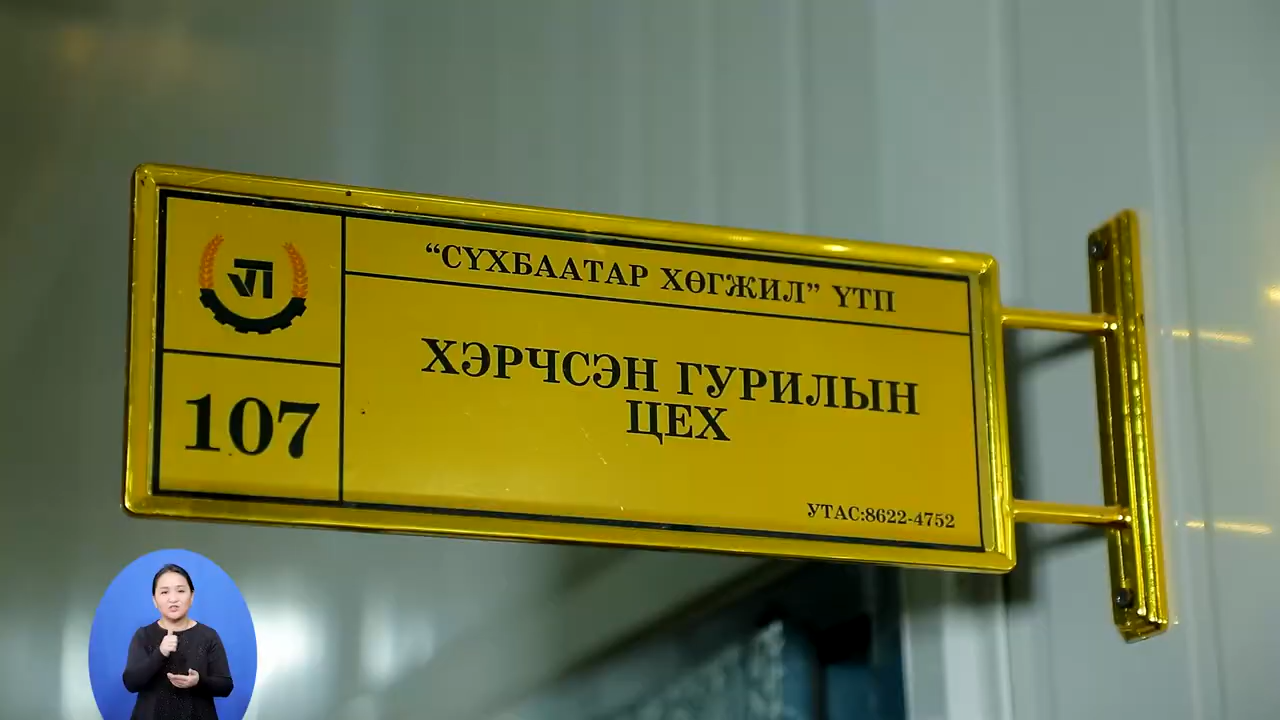 "СҮХБААТАР ХӨГЖИЛ" ҮТП
ХЭРЧСЭН ГУРИЛЫН
ЦЕХ
107
УТАС:8622-4752